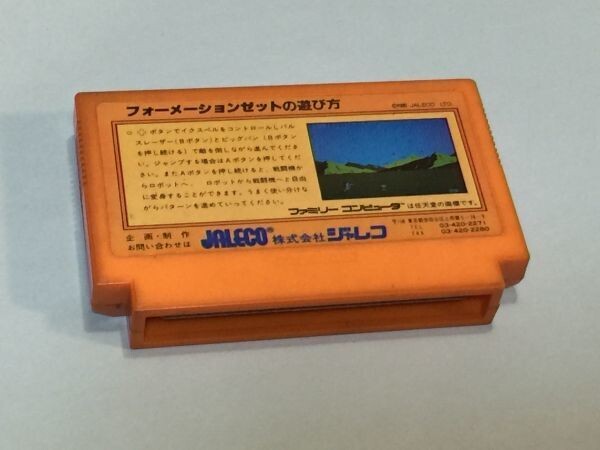 フォーメーションゼットの遊び方
© 1985 JALECO LTD.
○ ボタンでイクスペルをコントロールしパル
スレーザー(Bボタン)とビッグバン(Bボタン
を押し続ける)で敵を倒しながら進んでくださ
い。ジャンプする場合はAボタンを押してくだ
さい。またAボタンを押し続けると、戦闘機か
らロボットへ。ロボットから戦闘機へと自由
に変身することができます。うまく使い分けな
がらパターンを進めていってください。
ファミリーコンピュータは任天堂の商標です。
企画・制作
お問い合わせは
JALECO® 株式会社ジャレコ
東京都世田谷区上用賀
TEL 03-420-2271
FAX 03-420-2280